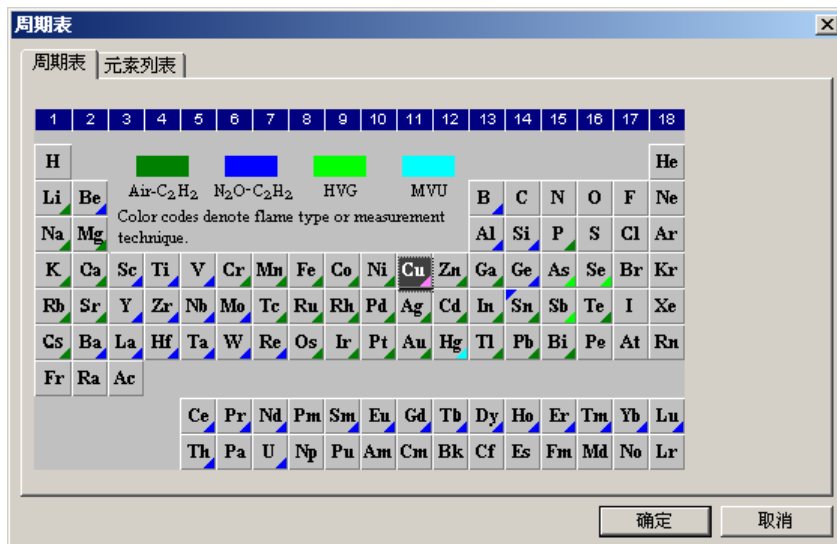 周期表
周期表 元素列表
1 2 3 4 5 6 7 8 9 10 11 12 13 14 15 16 17 18
H He
Air-C2H2 N2O-C2H2 HVG MVU
Li Be B C N O F Ne
Color codes denote flame type or measurement
technique.
Na Mg Al Si P S Cl Ar
K Ca Sc Ti V Cr Mn Fe Co Ni Cu Zn Ga Ge As Se Br Kr
Rb Sr Y Zr Nb Mo Tc Ru Rh Pd Ag Cd In Sn Sb Te I Xe
Cs Ba La Hf Ta W Re Os Ir Pt Au Hg Tl Pb Bi Pe At Rn
Fr Ra Ac
Ce Pr Nd Pm Sm Eu Gd Tb Dy Ho Er Tm Yb Lu
Th Pa U Np Pu Am Cm Bk Cf Es Fm Md No Lr
确定 取消